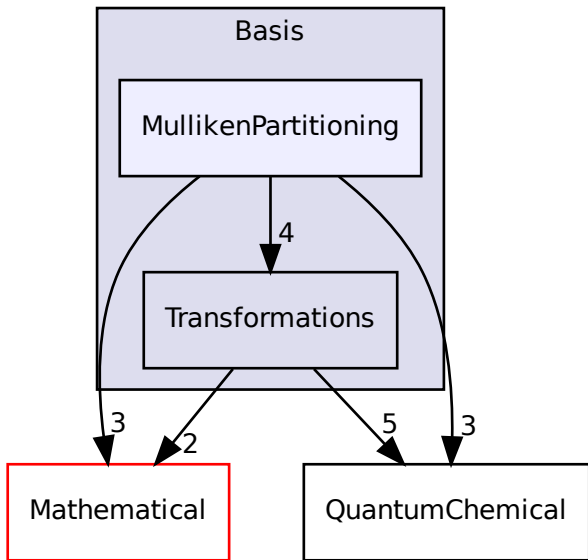 Basis
MullikenPartitioning
4
Transformations
3
2
5
3
Mathematical
QuantumChemical